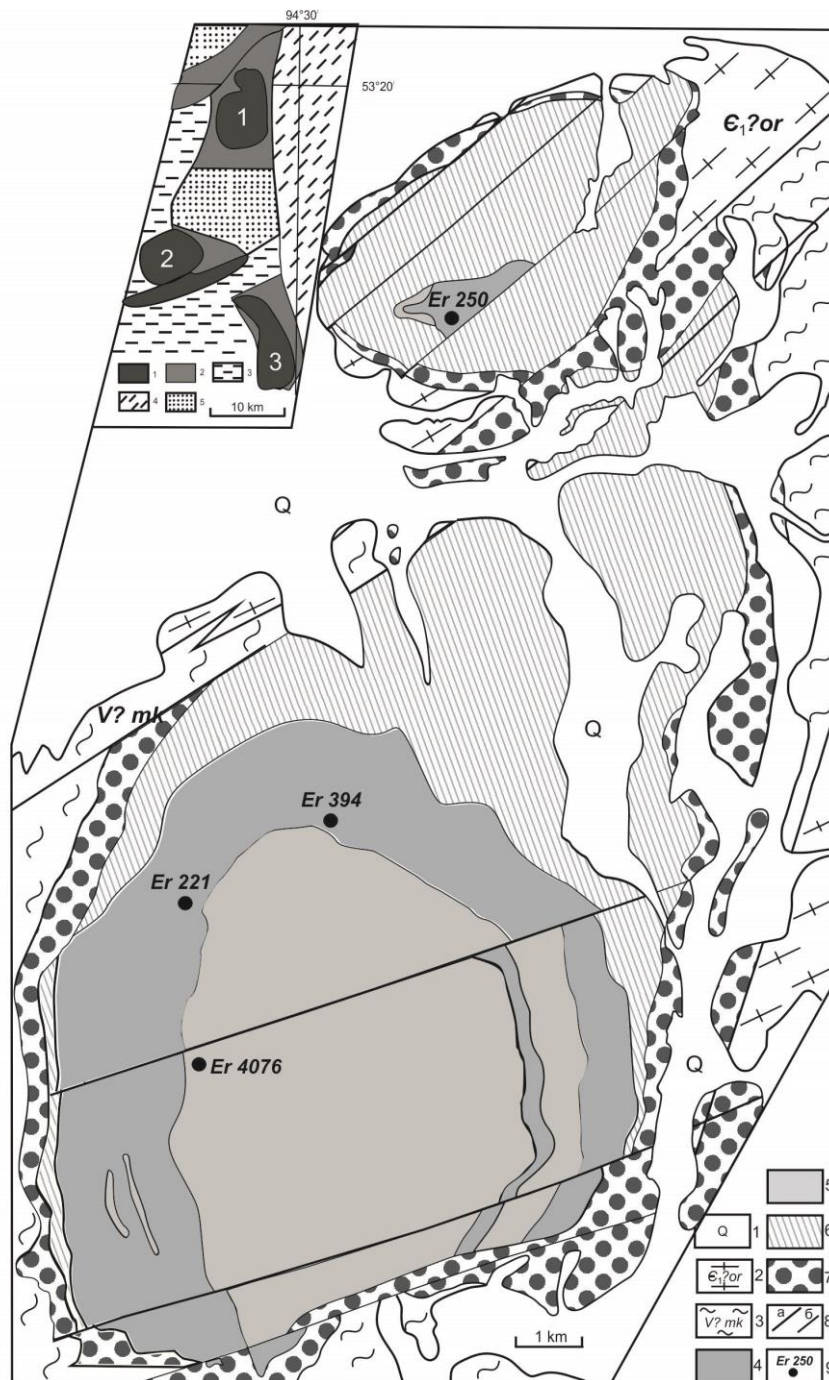 94°30'
53°20'
1
Є₁?or
2
Er 250
3
1 2 3
4 5 10 km
Q
V? mk
Q
Er 394
Er 221
Er 4076
Q
5
Q 1 6
Є₁?or 2 7
V? mk 3 а б 8
1 km
4 Er 250 9